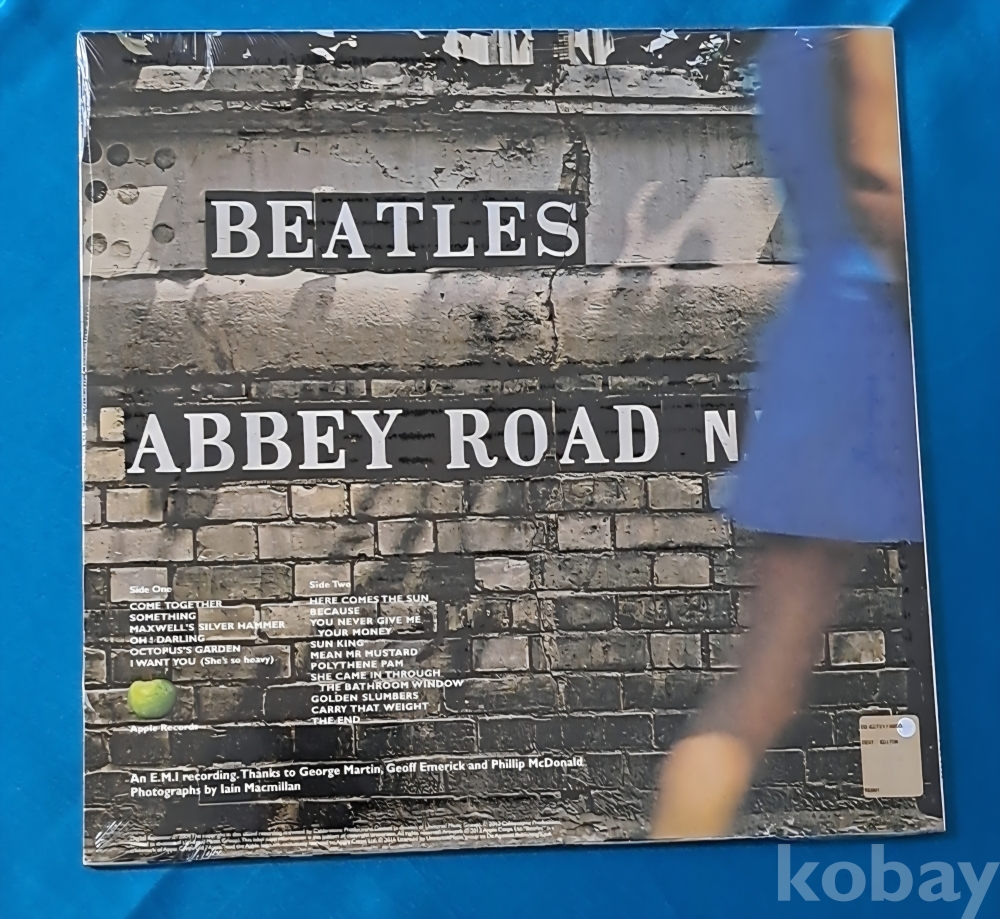 BEATLES
ABBEY ROAD N
Side One
COME TOGETHER
SOMETHING
MAXWELL'S SILVER HAMMER
OH! DARLING
OCTOPUS'S GARDEN
I WANT YOU (She's so heavy)
Side Two
HERE COMES THE SUN
BECAUSE
YOU NEVER GIVE ME
YOUR MONEY
SUN KING
MEAN MR MUSTARD
POLYTHENE PAM
SHE CAME IN THROUGH
THE BATHROOM WINDOW
GOLDEN SLUMBERS
CARRY THAT WEIGHT
THE END
Apple Records
An E.M.I recording. Thanks to George Martin, Geoff Emerick and Phillip McDonald.
Photographs by Iain Macmillan
kobay